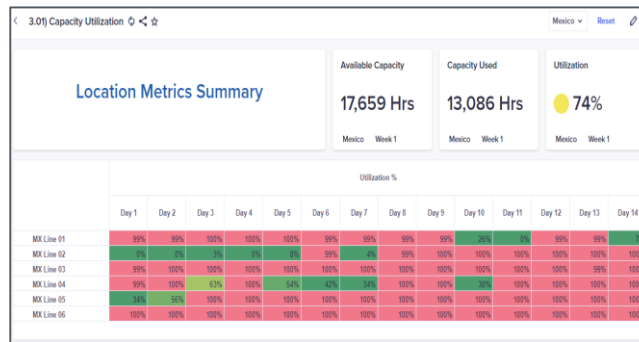 3.01) Capacity Utilization
Mexico
Reset
Location Metrics Summary
Available Capacity
17,659 Hrs
Mexico Week 1
Capacity Used
13,086 Hrs
Mexico Week 1
Utilization
74%
Mexico Week 1
Utilization %
Day 1 Day 2 Day 3 Day 4 Day 5 Day 6 Day 7 Day 8 Day 9 Day 10 Day 11 Day 12 Day 13 Day 14
MX Line 01 99% 99% 100% 100% 100% 99% 99% 99% 99% 26% 0% 99% 99%
MX Line 02 0% 0% 3% 0% 8% 99% 4% 99% 100% 100% 100% 100% 100% 100
MX Line 03 99% 100% 100% 100% 100% 100% 100% 100% 100% 100% 100% 100% 99% 100
MX Line 04 99% 100% 63% 100% 64% 42% 34% 100% 100% 30% 100% 100% 100% 100
MX Line 05 34% 56% 100% 100% 100% 100% 100% 100% 100% 100% 100% 100% 100% 100
MX Line 06 100% 100% 100% 100% 100% 100% 100% 100% 100% 100% 100% 100% 100% 100